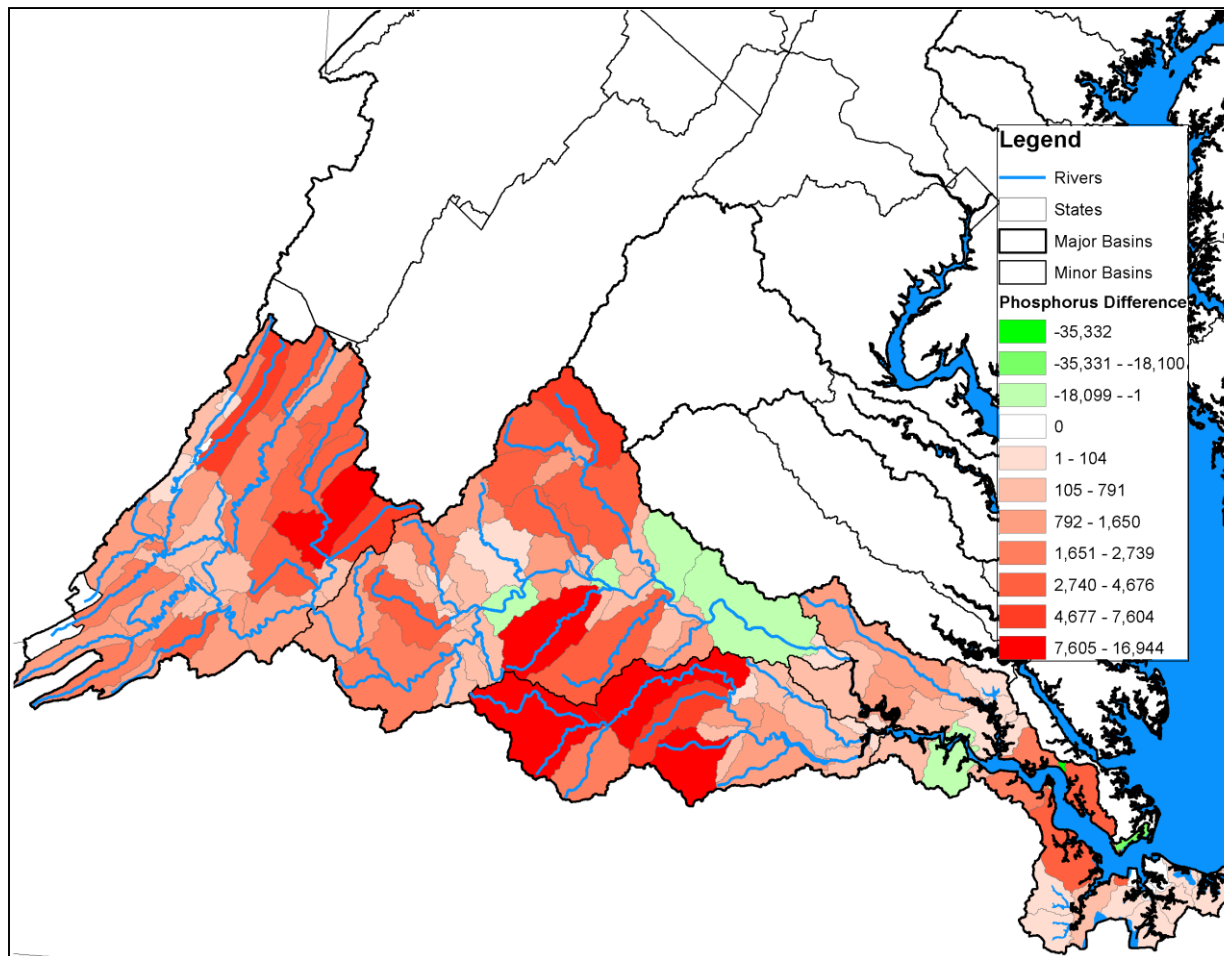 Legend
Rivers
States
Major Basins
Minor Basins
Phosphorus Difference
-35,332
-35,331 - -18,100
-18,099 - -1
0
1 - 104
105 - 791
792 - 1,650
1,651 - 2,739
2,740 - 4,676
4,677 - 7,604
7,605 - 16,944